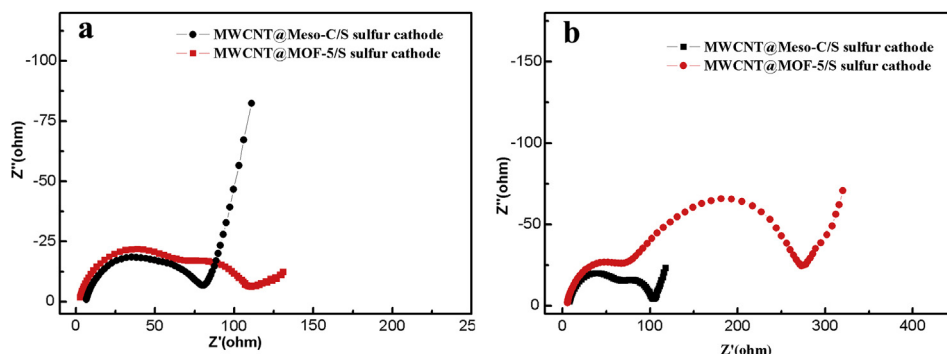 a
MWCNT@Meso-C/S sulfur cathode
MWCNT@MOF-5/S sulfur cathode
-100
-75
-50
-25
0
Z''(ohm)
0
50
100
150
200
25
Z'(ohm)
b
MWCNT@Meso-C/S sulfur cathode
MWCNT@MOF-5/S sulfur cathode
-150
-100
-50
0
Z''(ohm)
0
100
200
300
400
Z'(ohm)